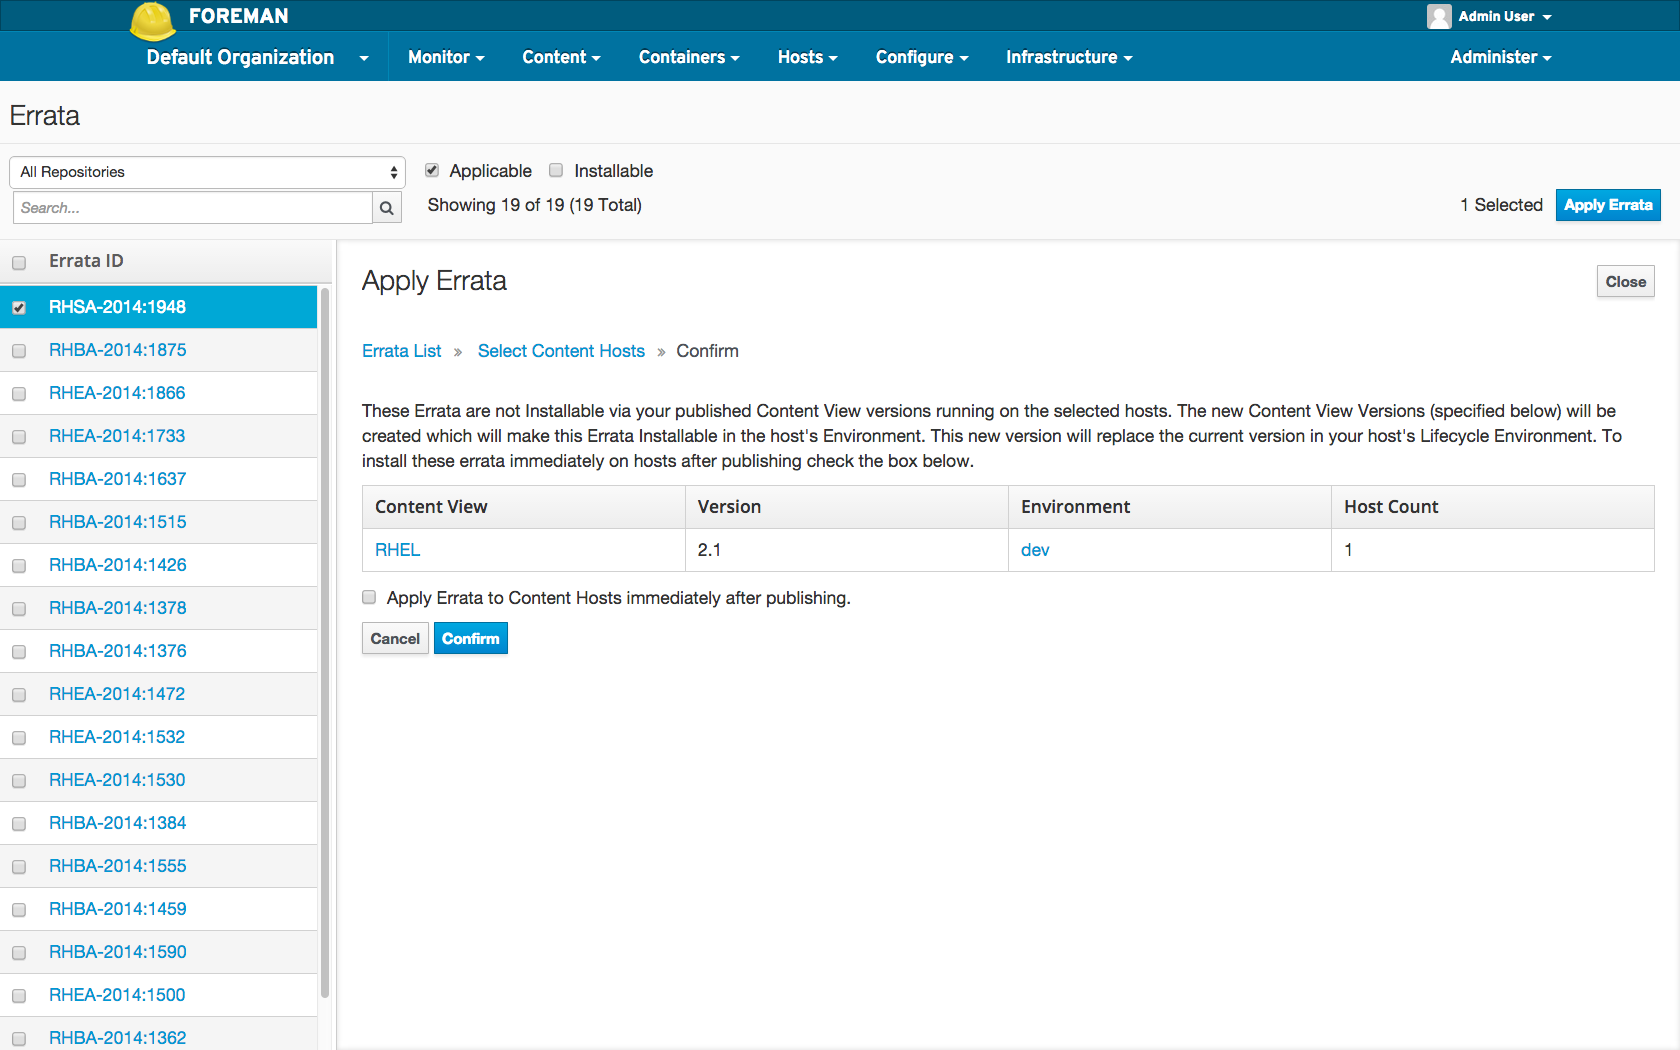 FOREMAN
Admin User
Default Organization
Monitor
Content
Containers
Hosts
Configure
Infrastructure
Administer
Errata
All Repositories
Applicable
Installable
Search...
Showing 19 of 19 (19 Total)
1 Selected
Apply Errata
Errata ID
RHSA-2014:1948
RHBA-2014:1875
RHEA-2014:1866
RHEA-2014:1733
RHBA-2014:1637
RHBA-2014:1515
RHBA-2014:1426
RHBA-2014:1378
RHBA-2014:1376
RHEA-2014:1472
RHEA-2014:1532
RHEA-2014:1530
RHBA-2014:1384
RHBA-2014:1555
RHBA-2014:1459
RHBA-2014:1590
RHEA-2014:1500
RHBA-2014:1362
Apply Errata
Close
Errata List » Select Content Hosts » Confirm
These Errata are not Installable via your published Content View versions running on the selected hosts. The new Content View Versions (specified below) will be
created which will make this Errata Installable in the host's Environment. This new version will replace the current version in your host's Lifecycle Environment. To
install these errata immediately on hosts after publishing check the box below.
Content View Version Environment Host Count
RHEL 2.1 dev 1
Apply Errata to Content Hosts immediately after publishing.
Cancel Confirm